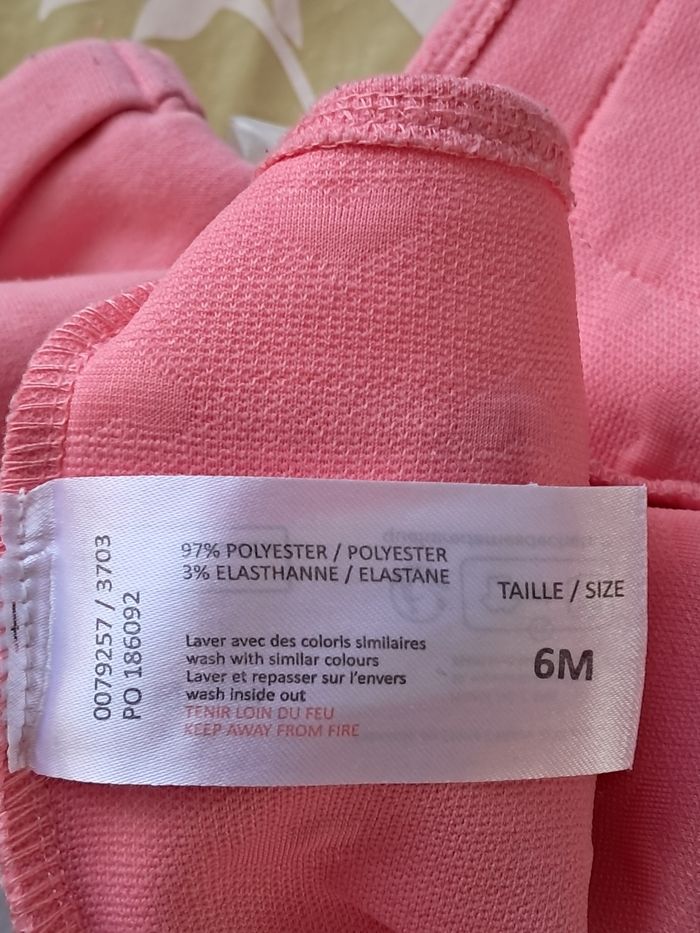 0079257 / 3703
PO 186092
97% POLYESTER / POLYESTER
3% ELASTHANNE / ELASTANE
Laver avec des coloris similaires
wash with similar colours
Laver et repasser sur l'envers
wash inside out
TENIR LOIN DU FEU
KEEP AWAY FROM FIRE
TAILLE / SIZE
6M